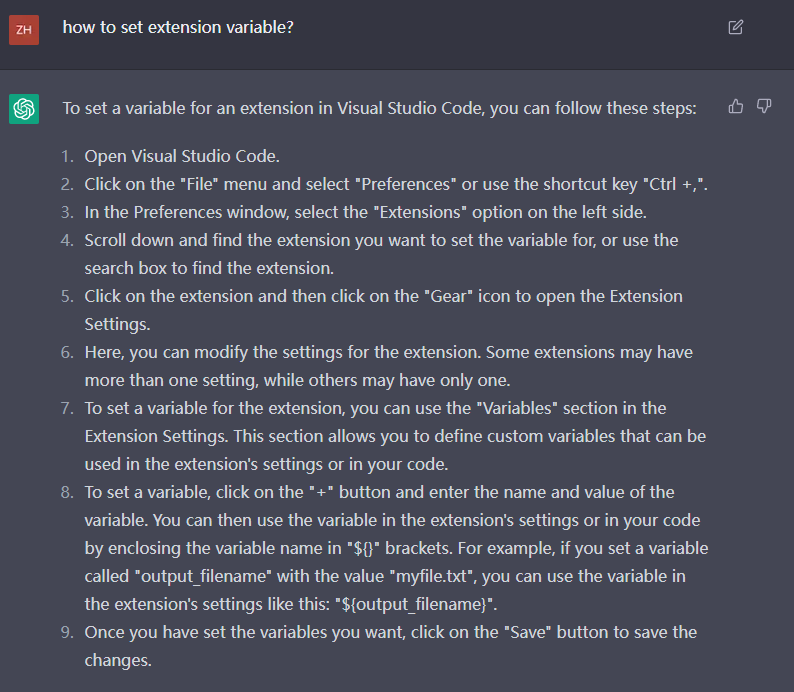 ZH
how to set extension variable?
To set a variable for an extension in Visual Studio Code, you can follow these steps:
1. Open Visual Studio Code.
2. Click on the "File" menu and select "Preferences" or use the shortcut key "Ctrl +,".
3. In the Preferences window, select the "Extensions" option on the left side.
4. Scroll down and find the extension you want to set the variable for, or use the
search box to find the extension.
5. Click on the extension and then click on the "Gear" icon to open the Extension
Settings.
6. Here, you can modify the settings for the extension. Some extensions may have
more than one setting, while others may have only one.
7. To set a variable for the extension, you can use the "Variables" section in the
Extension Settings. This section allows you to define custom variables that can be
used in the extension's settings or in your code.
8. To set a variable, click on the "+" button and enter the name and value of the
variable. You can then use the variable in the extension's settings or in your code
by enclosing the variable name in "${}" brackets. For example, if you set a variable
called "output_filename" with the value "myfile.txt", you can use the variable in
the extension's settings like this: "${output_filename}".
9. Once you have set the variables you want, click on the "Save" button to save the
changes.